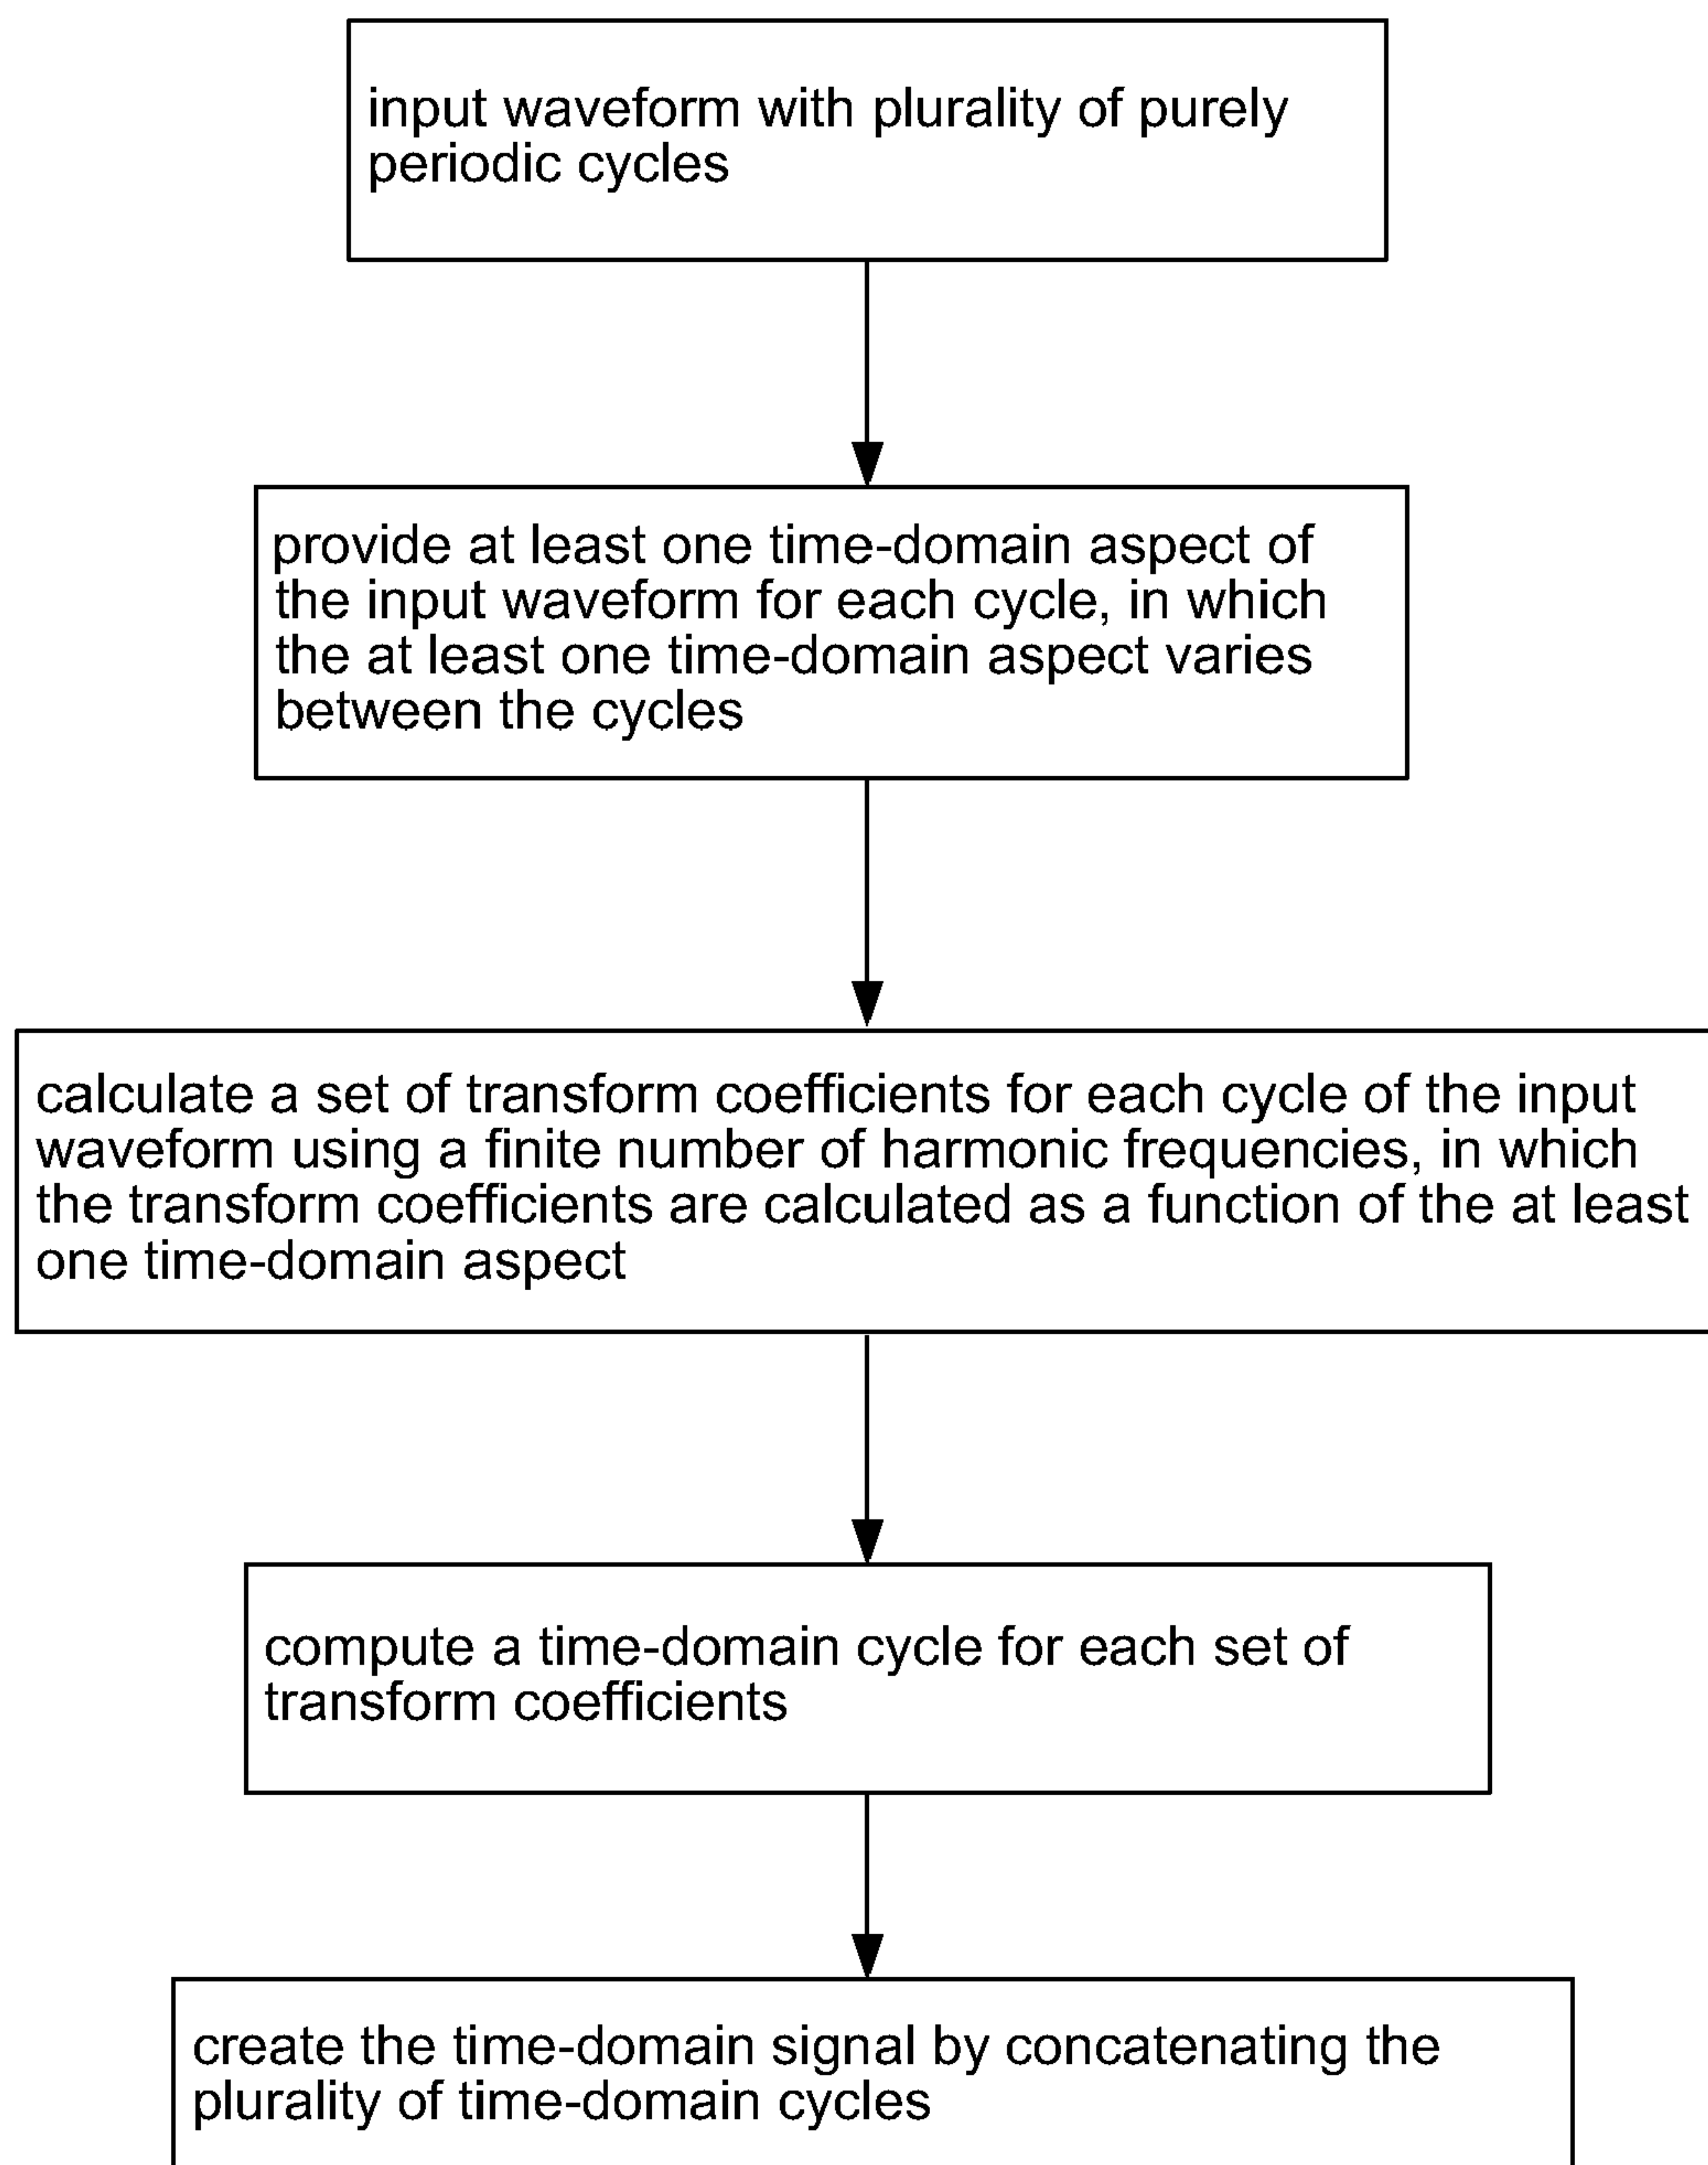 input waveform with plurality of purely
periodic cycles
provide at least one time-domain aspect of
the input waveform for each cycle, in which
the at least one time-domain aspect varies
between the cycles
calculate a set of transform coefficients for each cycle of the input
waveform using a finite number of harmonic frequencies, in which
the transform coefficients are calculated as a function of the at least
one time-domain aspect
compute a time-domain cycle for each set of
transform coefficients
create the time-domain signal by concatenating the
plurality of time-domain cycles